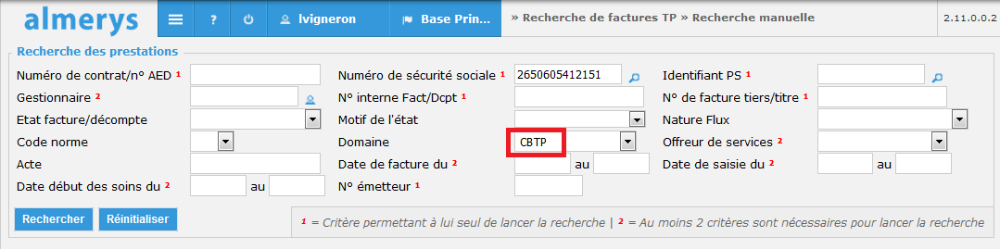 almerys ? lvigneron Base Prin... » Recherche de factures TP » Recherche manuelle 2.11.0.0.2
Recherche des prestations
Numéro de contrat/n° AED 1 Numéro de sécurité sociale 1 2650605412151 Identifiant PS 1
Gestionnaire 2 N° interne Fact/Dcpt 1 N° de facture tiers/titre 1
Etat facture/décompte Motif de l'état Nature Flux
Code norme Domaine CBTP Offreur de services 2
Acte Date de facture du 2 au Date de saisie du 2 au
Date début des soins du 2 au N° émetteur 1
Rechercher Réinitialiser 1 = Critère permettant à lui seul de lancer la recherche | 2 = Au moins 2 critères sont nécessaires pour lancer la recherche